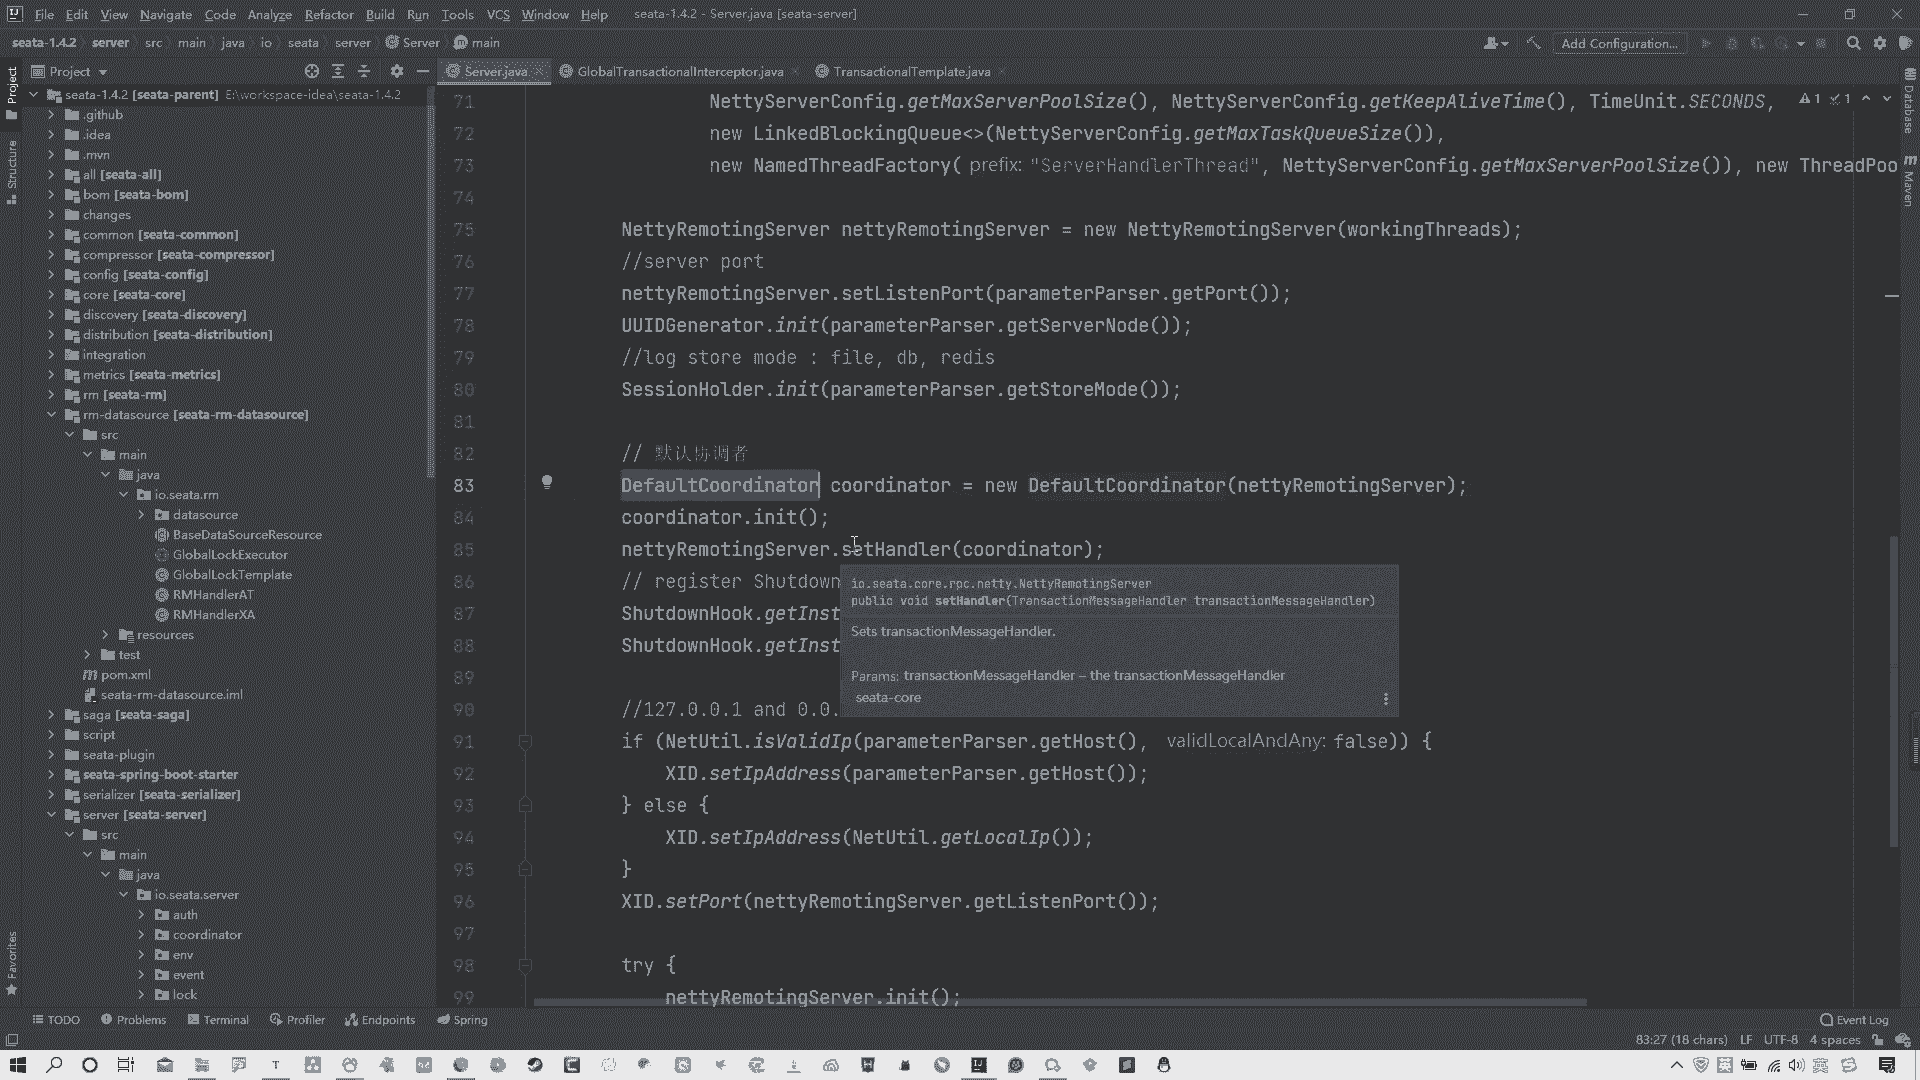 File Edit View Navigate Code Analyze Refactor Build Run Tools VCS Window Help seata-1.4.2 - Server.java [seata-server]
seata-1.4.2 server src main java io seata server Server main Add Configuration...
Project
Server.java GlobalTransactionalInterceptor.java TransactionalTemplate.java
Project
Structure
Favorites
Database
Maven
seata-1.4.2 [seata-parent] E:\workspace-idea\seata-1.4.2
.github
.idea
.mvn
all [seata-all]
bom [seata-bom]
changes
common [seata-common]
compressor [seata-compressor]
config [seata-config]
core [seata-core]
discovery [seata-discovery]
distribution [seata-distribution]
integration
metrics [seata-metrics]
rm [seata-rm]
rm-datasource [seata-rm-datasource]
src
main
java
io.seata.rm
datasource
BaseDataSourceResource
GlobalLockExecutor
GlobalLockTemplate
RMHandlerAT
RMHandlerXA
resources
test
pom.xml
seata-rm-datasource.iml
saga [seata-saga]
script
seata-plugin
seata-spring-boot-starter
serializer [seata-serializer]
server [seata-server]
src
main
java
io.seata.server
auth
coordinator
env
event
lock
71 NettyServerConfig.getMaxServerPoolSize(), NettyServerConfig.getKeepAliveTime(), TimeUnit.SECONDS, 1 1
72 new LinkedBlockingQueue<>(NettyServerConfig.getMaxTaskQueueSize()),
73 new NamedThreadFactory( prefix: "ServerHandlerThread", NettyServerConfig.getMaxServerPoolSize()), new ThreadPoo
74
75 NettyRemotingServer nettyRemotingServer = new NettyRemotingServer(workingThreads);
76 //server port
77 nettyRemotingServer.setListenPort(parameterParser.getPort());
78 UUIDGenerator.init(parameterParser.getServerNode());
79 //log store mode : file, db, redis
80 SessionHolder.init(parameterParser.getStoreMode());
81
82 // 默认协调者
83 DefaultCoordinator coordinator = new DefaultCoordinator(nettyRemotingServer);
84 coordinator.init();
85 nettyRemotingServer.setHandler(coordinator);
86 // register Shutdown
87 ShutdownHook.getInst
88 ShutdownHook.getInst
89
90 //127.0.0.1 and 0.0.
91 if (NetUtil.isValidIp(parameterParser.getHost(), validLocalAndAny: false)) {
92 XID.setIpAddress(parameterParser.getHost());
93 } else {
94 XID.setIpAddress(NetUtil.getLocalIp());
95 }
96 XID.setPort(nettyRemotingServer.getListenPort());
97
98 try {
99 nettyRemotingServer.init();
io.seata.core.rpc.netty.NettyRemotingServer
public void setHandler(TransactionMessageHandler transactionMessageHandler)
Sets transactionMessageHandler.
Params: transactionMessageHandler – the transactionMessageHandler
seata-core
TODO Problems Terminal Profiler Endpoints Spring Event Log
83:27 (18 chars) LF UTF-8 4 spaces